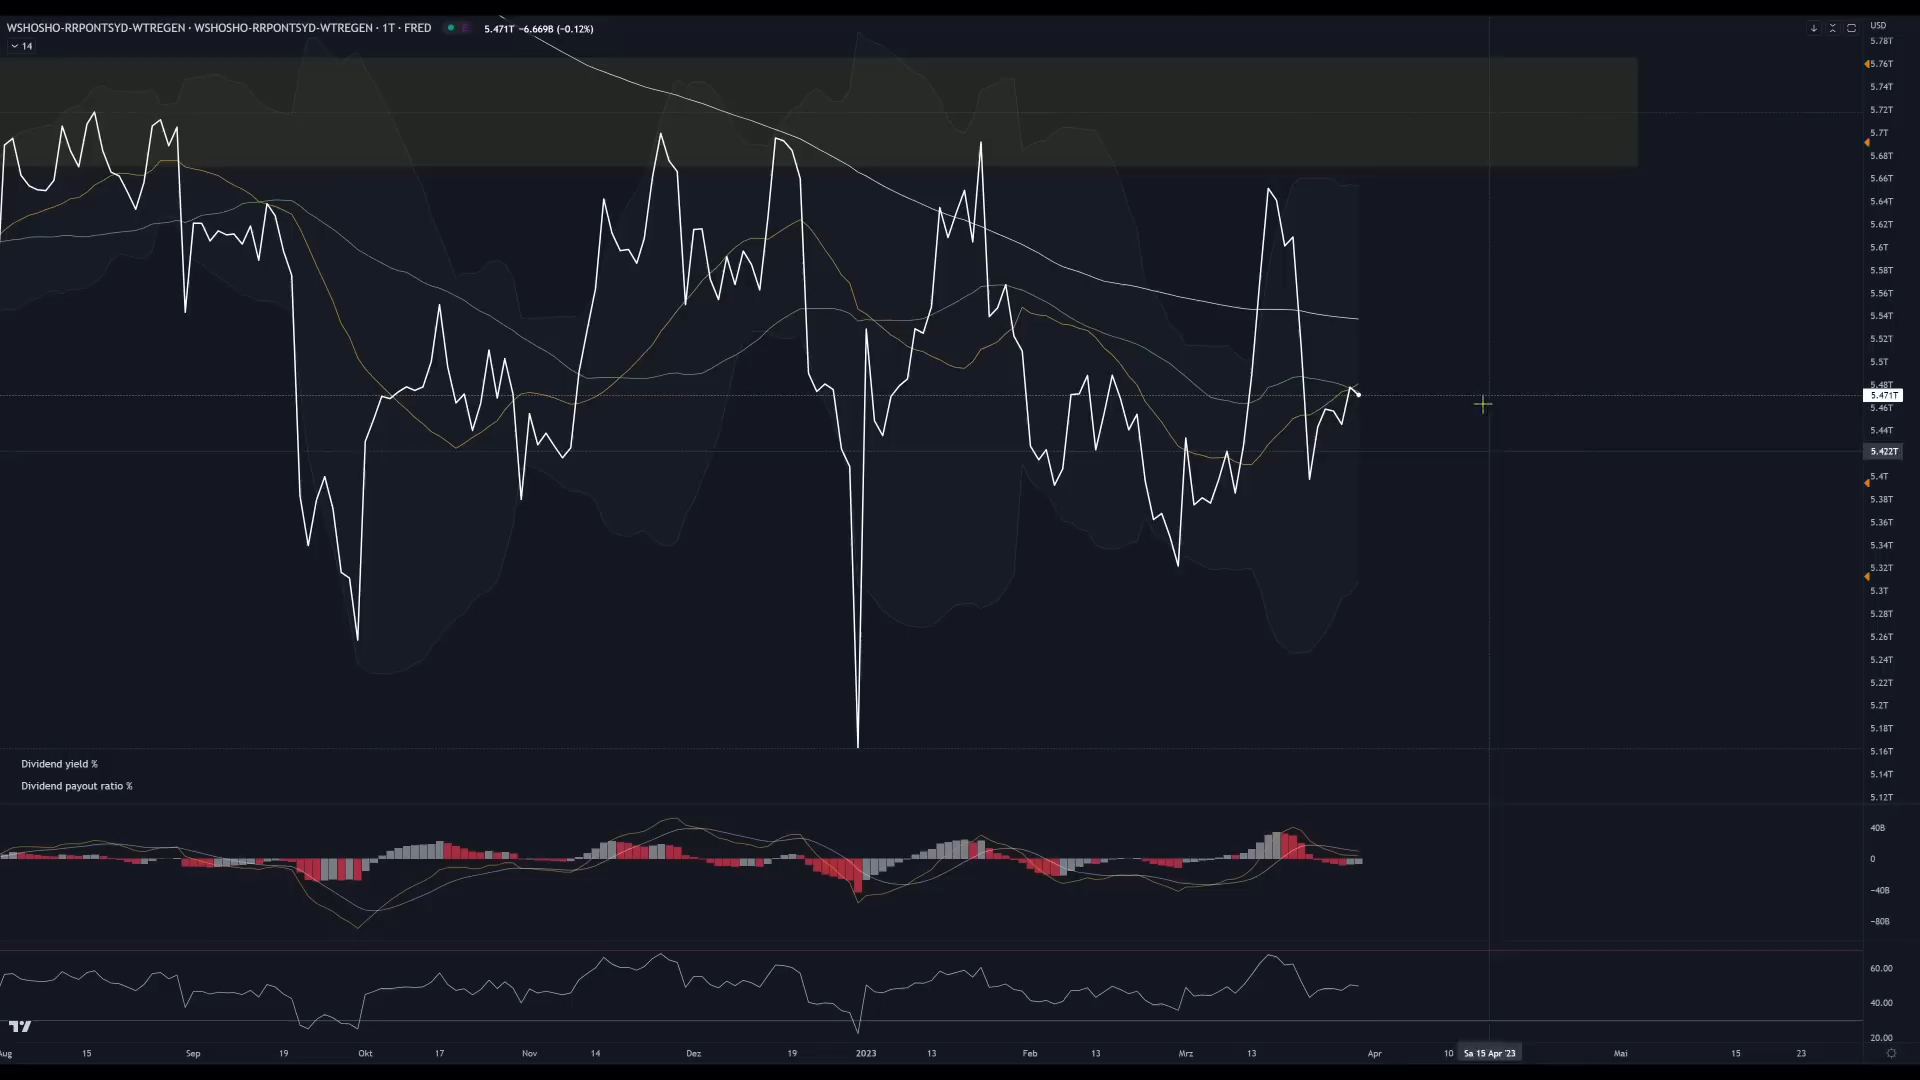 WSHOSHO-RRPONTSYD-WTREGEN · WSHOSHO-RRPONTSYD-WTREGEN · 1T · FRED E 5.471T −6.669B (−0.12%)
14
USD
5.78T
5.76T
5.74T
5.72T
5.7T
5.68T
5.66T
5.64T
5.62T
5.6T
5.58T
5.56T
5.54T
5.52T
5.5T
5.48T
5.471T
5.46T
5.44T
5.422T
5.4T
5.38T
5.36T
5.34T
5.32T
5.3T
5.28T
5.26T
5.24T
5.22T
5.2T
5.18T
5.16T
5.14T
5.12T
Dividend yield %
Dividend payout ratio %
40B
0
−40B
−80B
60.00
40.00
20.00
Aug 15 Sep 19 Okt 17 Nov 14 Dez 19 2023 13 Feb 13 Mrz 13 Apr 10 Sa 15 Apr '23 Mai 15 23